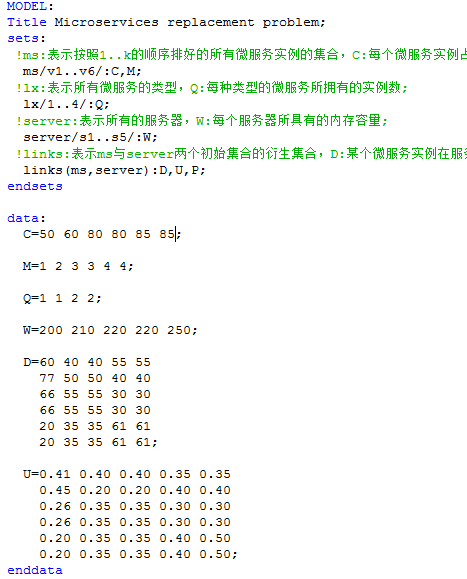 MODEL:
Title Microservices replacement problem;
sets:
!ms:表示按照1..k的顺序排好的所有微服务实例的集合, C:每个微服务实例占
ms/v1..v6/:C,M;
!lx:表示所有微服务的类型, Q:每种类型的微服务所拥有的实例数;
lx/1..4/:Q;
!server:表示所有的服务器, W:每个服务器所具有的内存容量;
server/s1..s5/:W;
!links:表示ms与server两个初始集合的衍生集合, D:某个微服务实例在服
links(ms,server):D,U,P;
endsets
data:
C=50 60 80 80 85 85;
M=1 2 3 3 4 4;
Q=1 1 2 2;
W=200 210 220 220 250;
D=60 40 40 55 55
77 50 50 40 40
66 55 55 30 30
66 55 55 30 30
20 35 35 61 61
20 35 35 61 61;
U=0.41 0.40 0.40 0.35 0.35
0.45 0.20 0.20 0.40 0.40
0.26 0.35 0.35 0.30 0.30
0.26 0.35 0.35 0.30 0.30
0.20 0.35 0.35 0.40 0.50
0.20 0.35 0.35 0.40 0.50;
enddata